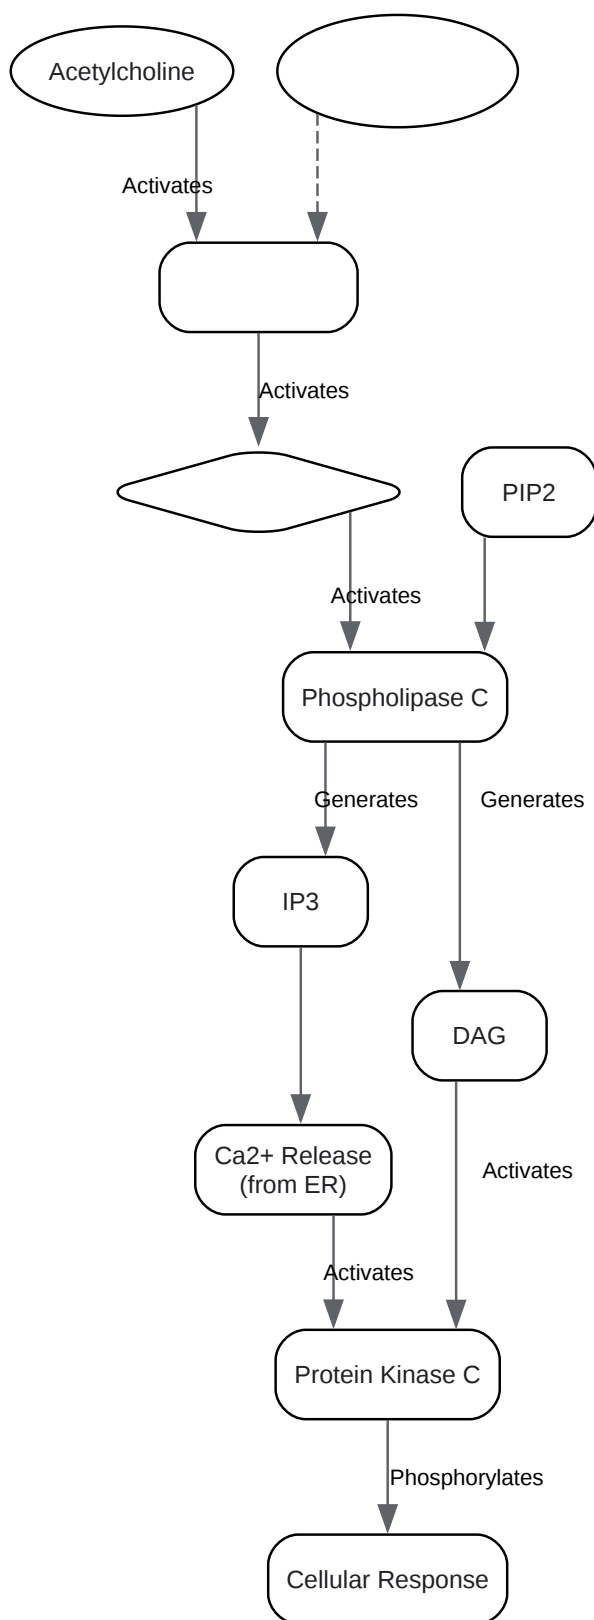 Acetylcholine
Activates
Activates
PIP2
Activates
Phospholipase C
Generates
Generates
IP3
DAG
Ca2+ Release
(from ER)
Activates
Activates
Protein Kinase C
Phosphorylates
Cellular Response